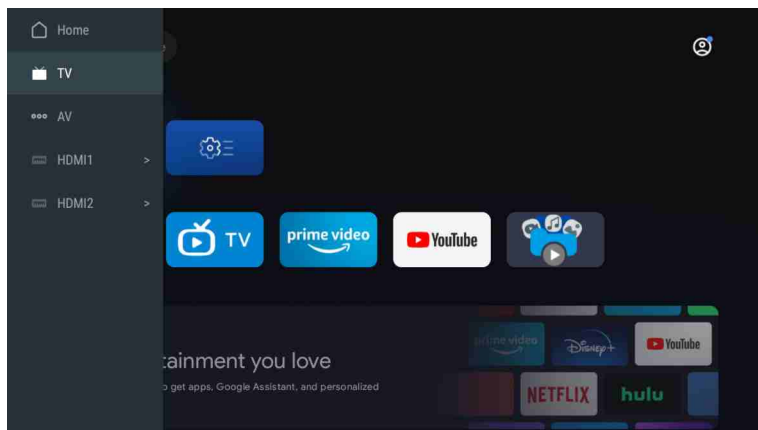 Home
TV
AV
HDMI1 >
HDMI2 >
TV
prime video
YouTube
tainment you love
o get apps, Google Assistant, and personalized
prime video
Disney+
YouTube
NETFLIX
hulu